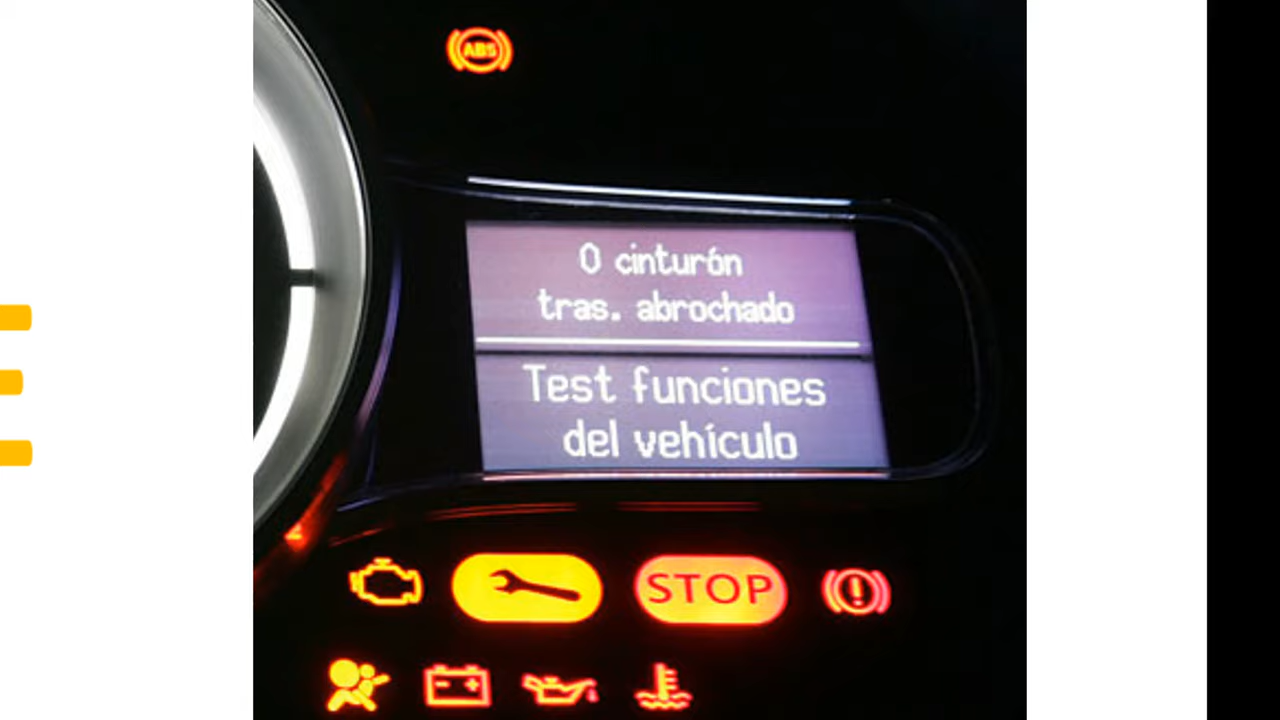 ABS
0 cinturón
tras. abrochado
Test funciones
del vehículo
STOP